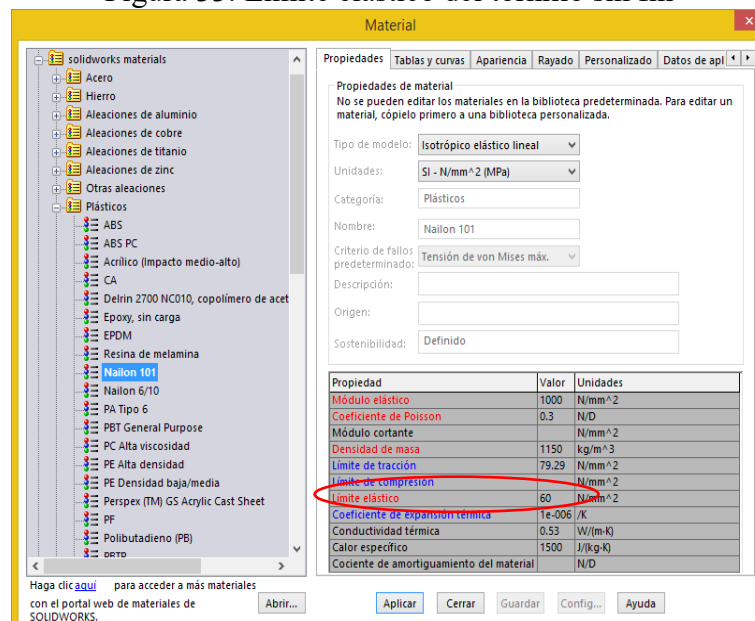 Material
solidworks materials
Acero
Hierro
Aleaciones de aluminio
Aleaciones de cobre
Aleaciones de titanio
Aleaciones de zinc
Otras aleaciones
Plásticos
ABS
ABS PC
Acrílico (Impacto medio-alto)
CA
Delrin 2700 NC010, copolímero de acet
Epoxy, sin carga
EPDM
Resina de melamina
Nailon 101
Nailon 6/10
PA Tipo 6
PBT General Purpose
PC Alta viscosidad
PE Alta densidad
PE Densidad baja/media
Perspex (TM) GS Acrylic Cast Sheet
PF
Polibutadieno (PB)
Haga clic aquí para acceder a más materiales
con el portal web de materiales de
SOLIDWORKS.
Abrir...
Propiedades Tablas y curvas Apariencia Rayado Personalizado Datos de apl
Propiedades de material
No se pueden editar los materiales en la biblioteca predeterminada. Para editar un
material, cópielo primero a una biblioteca personalizada.
Tipo de modelo: Isotrópico elástico lineal
Unidades: SI - N/mm^2 (MPa)
Categoría: Plásticos
Nombre: Nailon 101
Criterio de fallos
predeterminado: Tensión de von Mises máx.
Descripción:
Origen:
Sostenibilidad: Definido
Propiedad Valor Unidades
Módulo elástico 1000 N/mm^2
Coeficiente de Poisson 0.3 N/D
Módulo cortante N/mm^2
Densidad de masa 1150 kg/m^3
Límite de tracción 79.29 N/mm^2
Límite de compresión N/mm^2
Límite elástico 60 N/mm^2
Coeficiente de expansión térmica 1e-006 /K
Conductividad térmica 0.53 W/(m·K)
Calor específico 1500 J/(kg·K)
Cociente de amortiguamiento del material N/D
Aplicar Cerrar Guardar Config... Ayuda